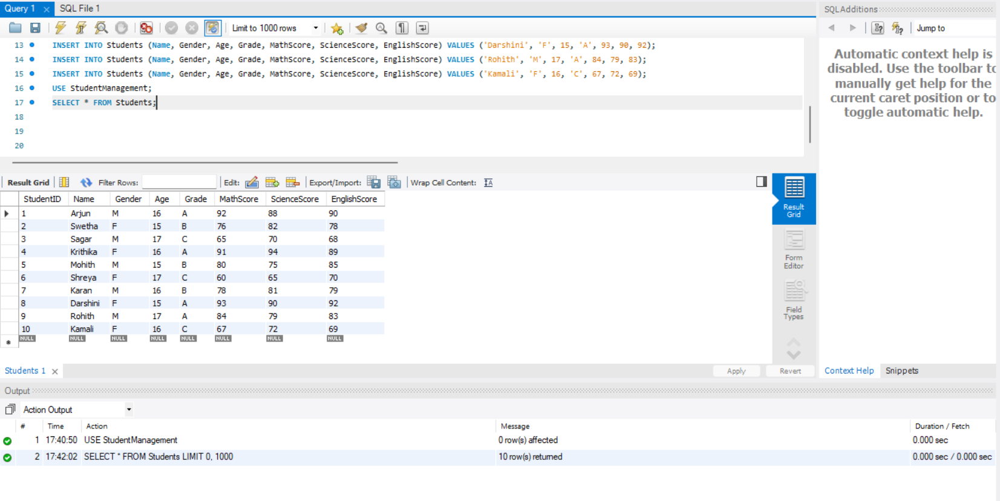 Query 1 SQL File 1
Limit to 1000 rows
13 INSERT INTO Students (Name, Gender, Age, Grade, MathScore, ScienceScore, EnglishScore) VALUES ('Darshini', 'F', 15, 'A', 93, 90, 92);
14 INSERT INTO Students (Name, Gender, Age, Grade, MathScore, ScienceScore, EnglishScore) VALUES ('Rohith', 'M', 17, 'A', 84, 79, 83);
15 INSERT INTO Students (Name, Gender, Age, Grade, MathScore, ScienceScore, EnglishScore) VALUES ('Kamali', 'F', 16, 'C', 67, 72, 69);
16 USE StudentManagement;
17 SELECT * FROM Students;
18
19
20
SQLAdditions
Jump to
Automatic context help is
disabled. Use the toolbar to
manually get help for the
current caret position or to
toggle automatic help.
Result Grid Filter Rows: Edit: Export/Import: Wrap Cell Content:
StudentID Name Gender Age Grade MathScore ScienceScore EnglishScore
1 Arjun M 16 A 92 88 90
2 Swetha F 15 B 76 82 78
3 Sagar M 17 C 65 70 68
4 Krithika F 16 A 91 94 89
5 Mohith M 15 B 80 75 85
6 Shreya F 17 C 60 65 70
7 Karan M 16 B 78 81 79
8 Darshini F 15 A 93 90 92
9 Rohith M 17 A 84 79 83
10 Kamali F 16 C 67 72 69
NULL NULL NULL NULL NULL NULL NULL NULL
Result
Grid
Form
Editor
Field
Types
Students 1 Apply Revert
Context Help Snippets
Output
Action Output
# Time Action Message Duration / Fetch
1 17:40:50 USE StudentManagement 0 row(s) affected 0.000 sec
2 17:42:02 SELECT * FROM Students LIMIT 0, 1000 10 row(s) returned 0.000 sec / 0.000 sec